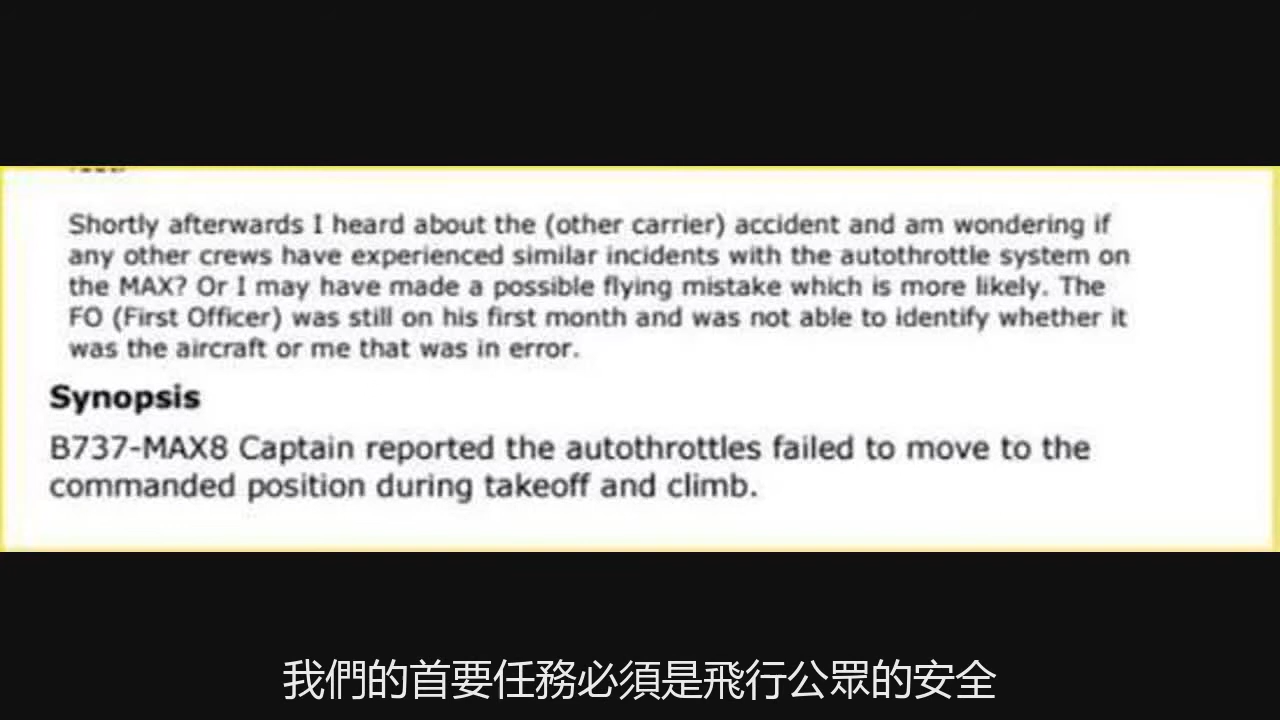 Shortly afterwards I heard about the (other carrier) accident and am wondering if
any other crews have experienced similar incidents with the autothrottle system on
the MAX? Or I may have made a possible flying mistake which is more likely. The
FO (First Officer) was still on his first month and was not able to identify whether it
was the aircraft or me that was in error.
Synopsis
B737-MAX8 Captain reported the autothrottles failed to move to the
commanded position during takeoff and climb.
我們的首要任務必須是飛行公眾的安全